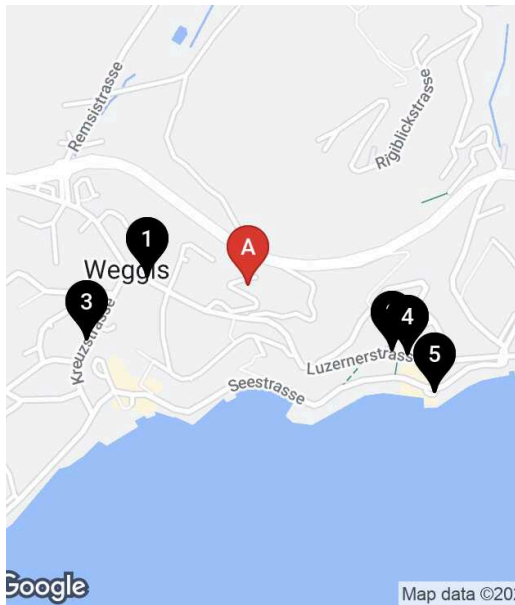 Remsistrasse
Rigiblickstrasse
1
A
Weggis
3
4
Kreuzstrasse
Luzernerstrasse
5
Seestrasse
Google
Map data ©202